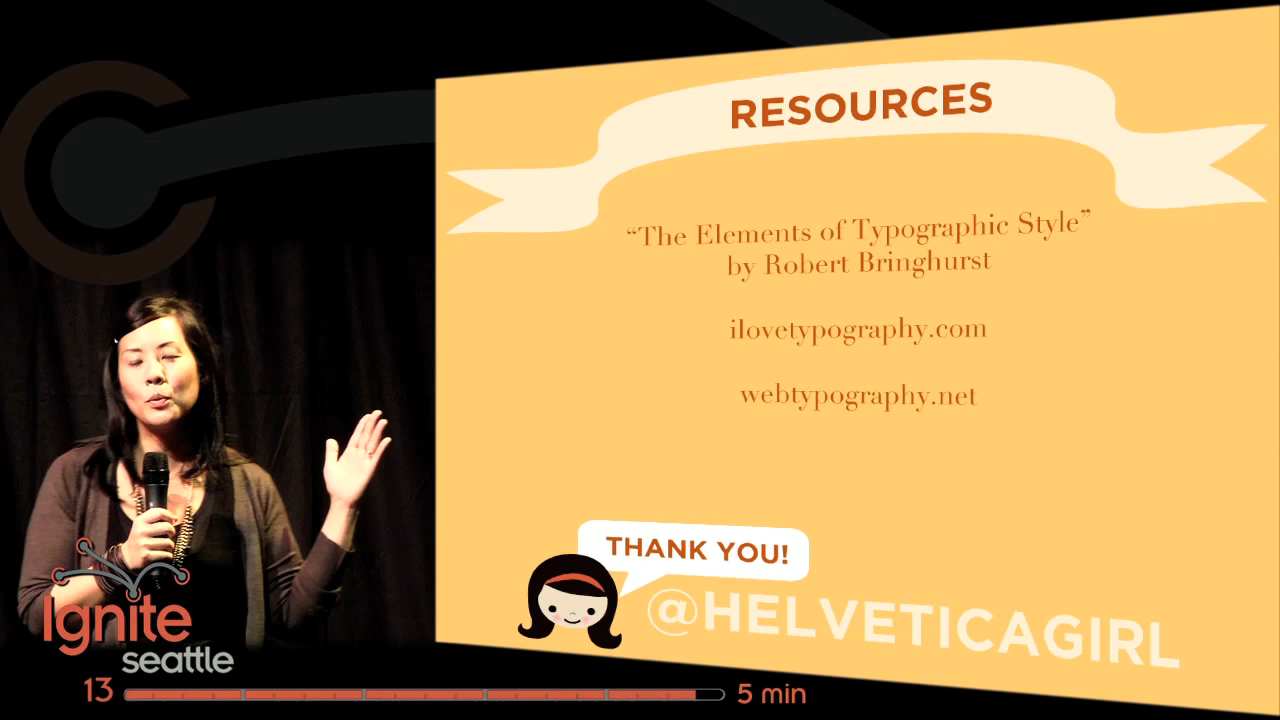 RESOURCES
“The Elements of Typographic Style”
by Robert Bringhurst
ilovetypography.com
webtypography.net
THANK YOU!
@HELVETICAGIRL
Ignite
seattle
13
5 min